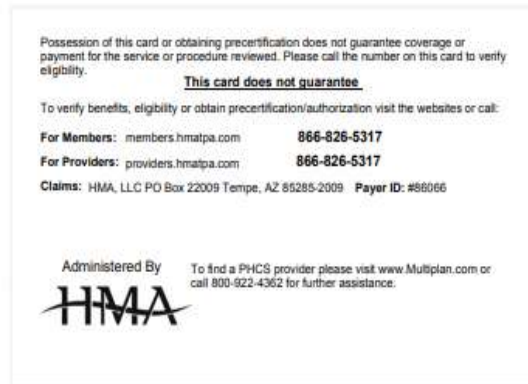 Possession of this card or obtaining precertification does not guarantee coverage or
payment for the service or procedure reviewed. Please call the number on this card to verify
eligibility.
This card does not guarantee
To verify benefits, eligibility or obtain precertification/authorization visit the websites or call:
For Members: members.hmatpa.com 866-826-5317
For Providers: providers.hmatpa.com 866-826-5317
Claims: HMA, LLC PO Box 22009 Tempe, AZ 85285-2009 Payer ID: #86066
Administered By
HMA
To find a PHCS provider please visit www.Multiplan.com or
call 800-922-4362 for further assistance.